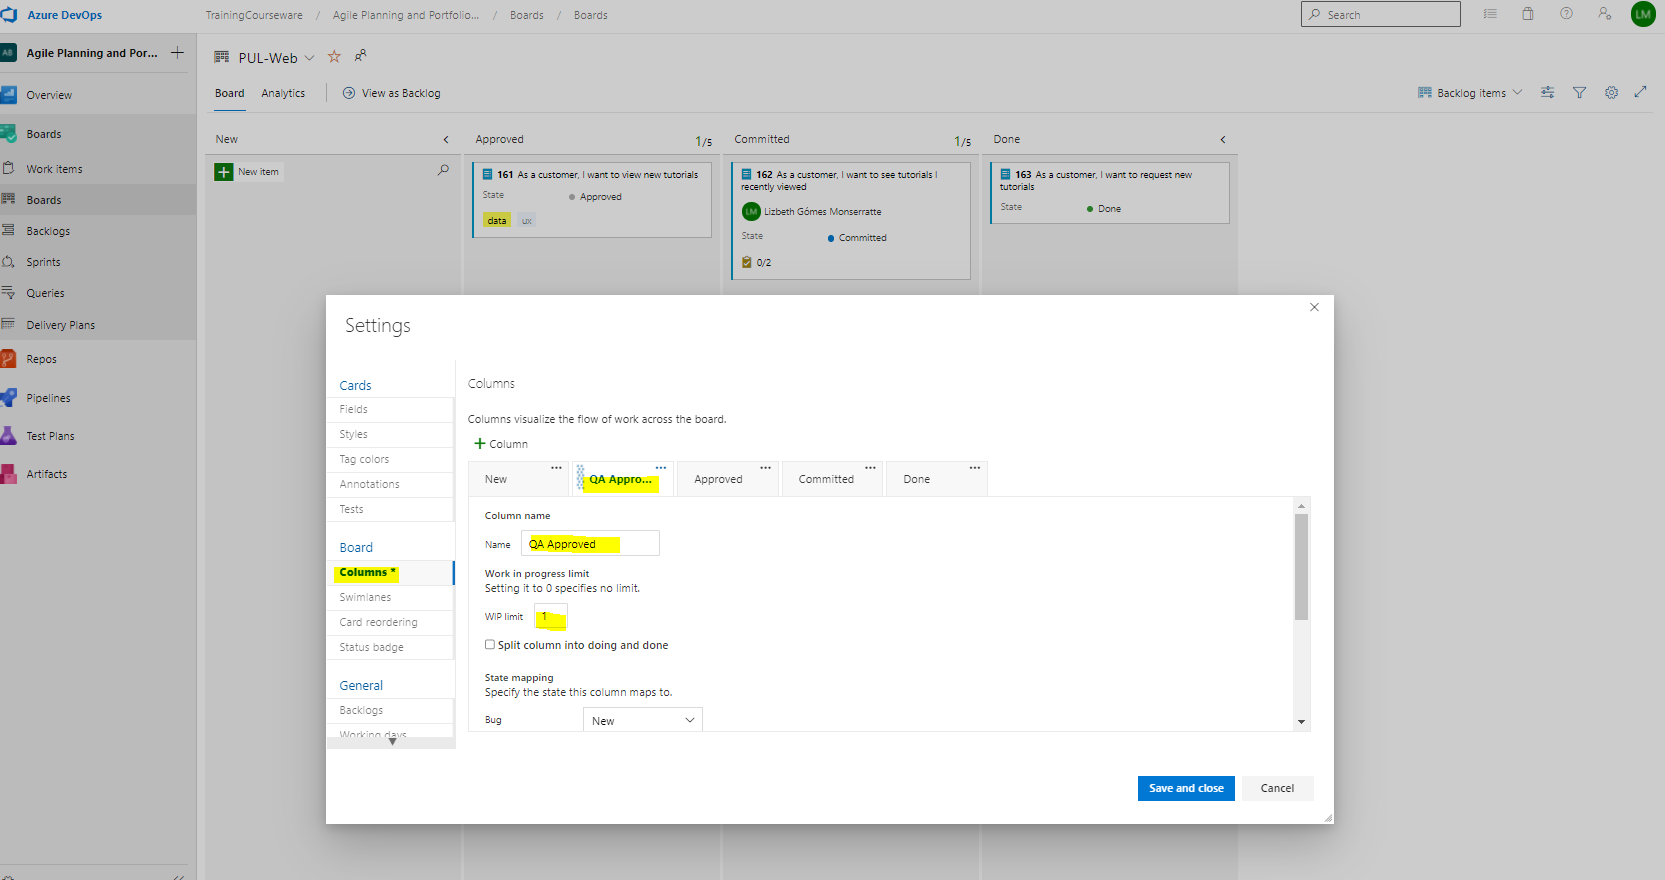 Azure DevOps
TrainingCourseware / Agile Planning and Portfolio... / Boards / Boards
Search
LM
AB Agile Planning and Por...
Overview
Boards
Work items
Boards
Backlogs
Sprints
Queries
Delivery Plans
Repos
Pipelines
Test Plans
Artifacts
PUL-Web
Board Analytics View as Backlog
Backlog items
New
New item
Approved 1/5
161 As a customer, I want to view new tutorials
State Approved
data ux
Committed 1/5
162 As a customer, I want to see tutorials I
recently viewed
LM Lizbeth Gómes Monserratte
State Committed
0/2
Done
163 As a customer, I want to request new
tutorials
State Done
Settings
Cards
Fields
Styles
Tag colors
Annotations
Tests
Board
Columns *
Swimlanes
Card reordering
Status badge
General
Backlogs
Working days
Columns
Columns visualize the flow of work across the board.
+ Column
New QA Appro... Approved Committed Done
Column name
Name QA Approved
Work in progress limit
Setting it to 0 specifies no limit.
WIP limit 1
Split column into doing and done
State mapping
Specify the state this column maps to.
Bug New
Save and close Cancel